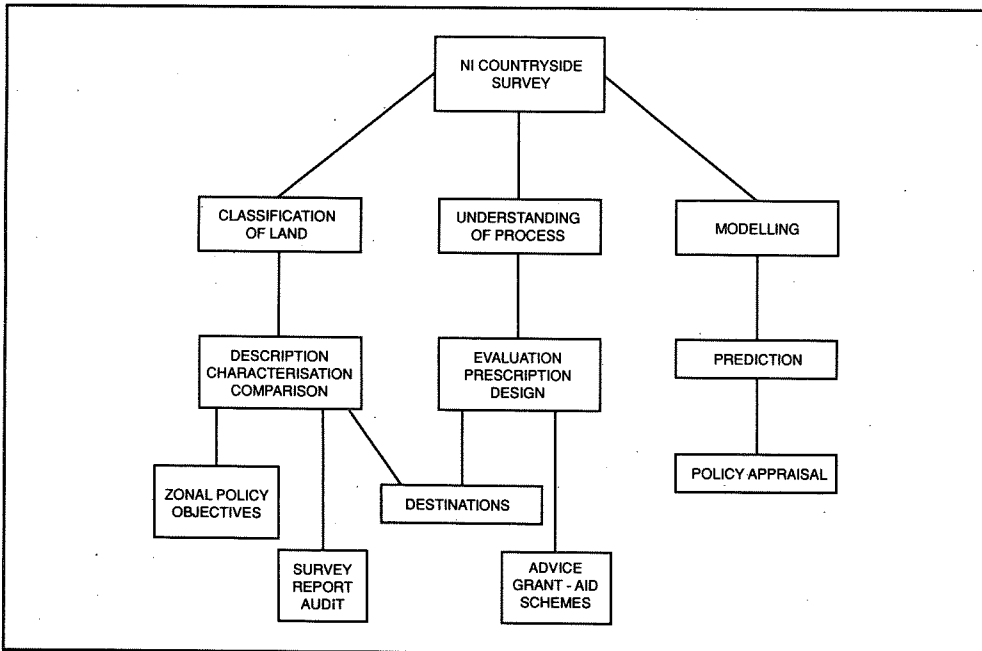 NI COUNTRYSIDE
SURVEY
CLASSIFICATION
OF LAND
UNDERSTANDING
OF PROCESS
MODELLING
DESCRIPTION
CHARACTERISATION
COMPARISON
EVALUATION
PRESCRIPTION
DESIGN
PREDICTION
ZONAL POLICY
OBJECTIVES
DESTINATIONS
POLICY APPRAISAL
SURVEY
REPORT
AUDIT
ADVICE
GRANT - AID
SCHEMES